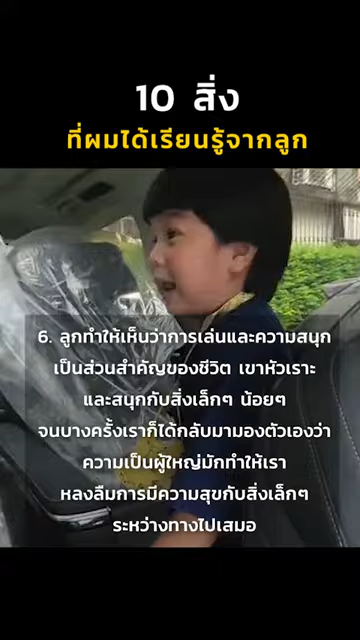 10 สิ่ง
ที่ผมได้เรียนรู้จากลูก
6. ลูกทำให้เห็นว่าการเล่นและความสนุก
เป็นส่วนสำคัญของชีวิต เขาหัวเราะ
และสนุกกับสิ่งเล็กๆ น้อยๆ
จนบางครั้งเราก็ได้กลับมามองตัวเองว่า
ความเป็นผู้ใหญ่มักทำให้เรา
หลงลืมการมีความสุขกับสิ่งเล็กๆ
ระหว่างทางไปเสมอ